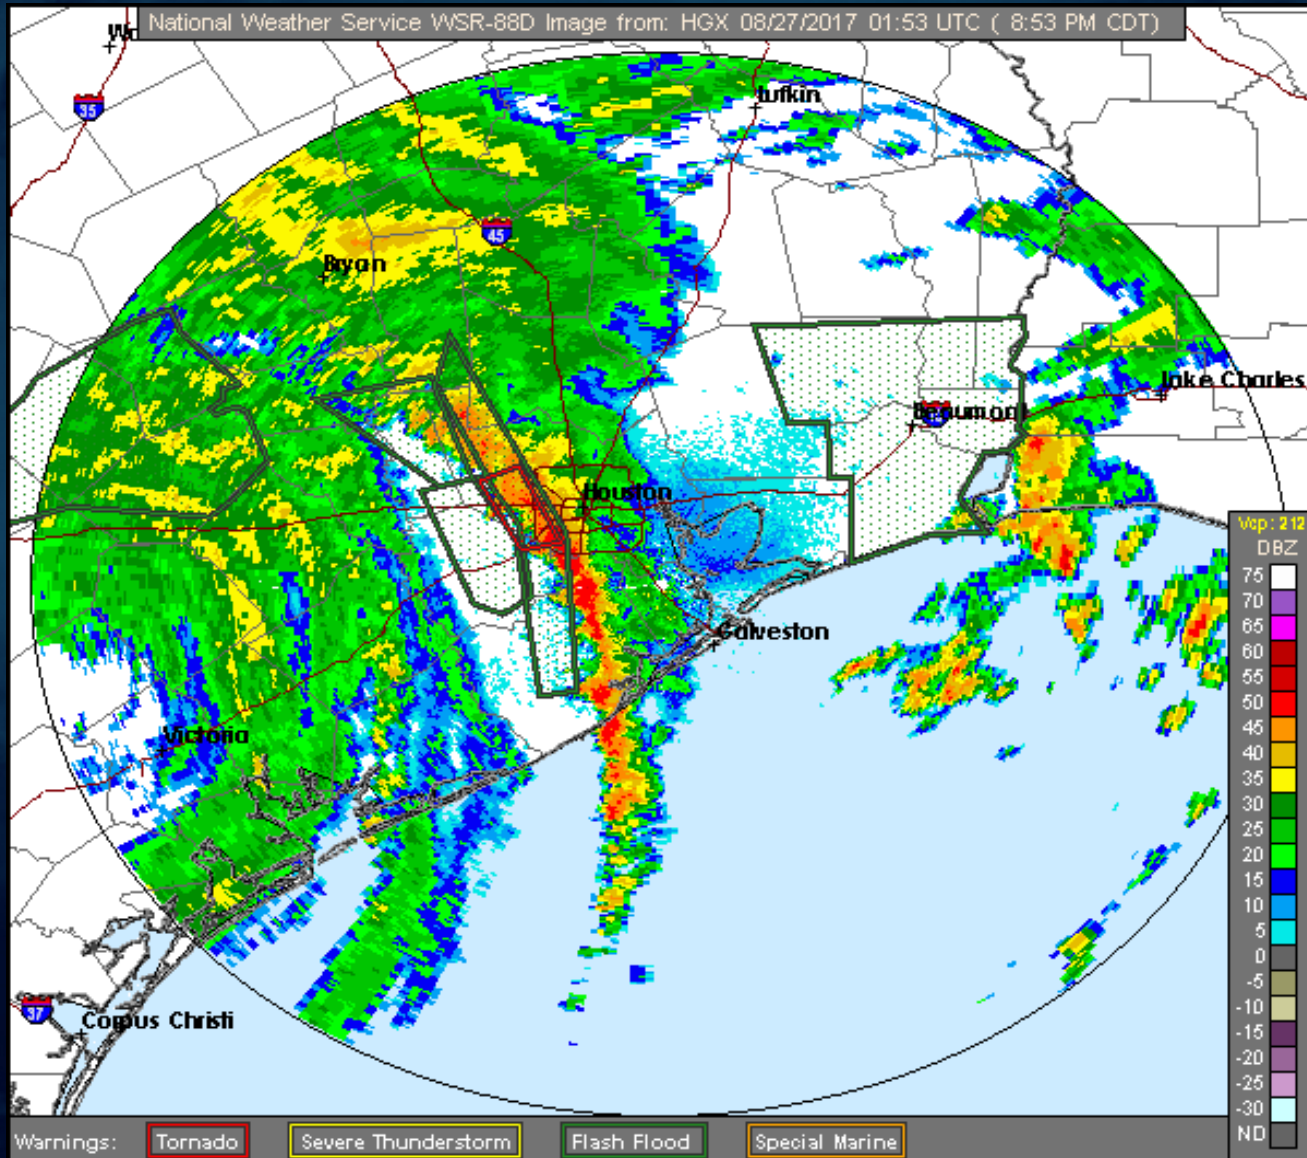 National Weather Service WSR-88D Image from: HGX 08/27/2017 01:53 UTC ( 8:53 PM CDT)
Lufkin
35
45
Bryan
Lake Charles
Beaumont
Houston
Galveston
Victoria
37
Corpus Christi
Vcp: 212
DBZ
75
70
65
60
55
50
45
40
35
30
25
20
15
10
5
0
-5
-10
-15
-20
-25
-30
ND
Warnings: Tornado Severe Thunderstorm Flash Flood Special Marine